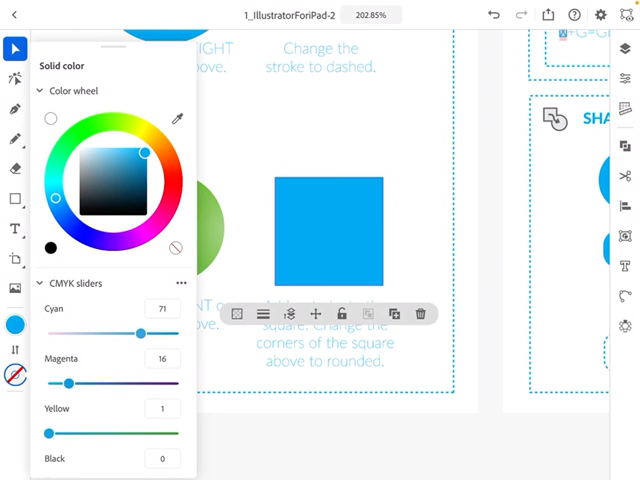 1_IllustratorForiPad-2
202.85%
IGHT
ove.
Change the
stroke to dashed.
+G=G
SHA
Solid color
Color wheel
CMYK sliders
Cyan
71
Magenta
16
Yellow
1
Black
0
NT o
ove.
square. Change the
corners of the square
above to rounded.